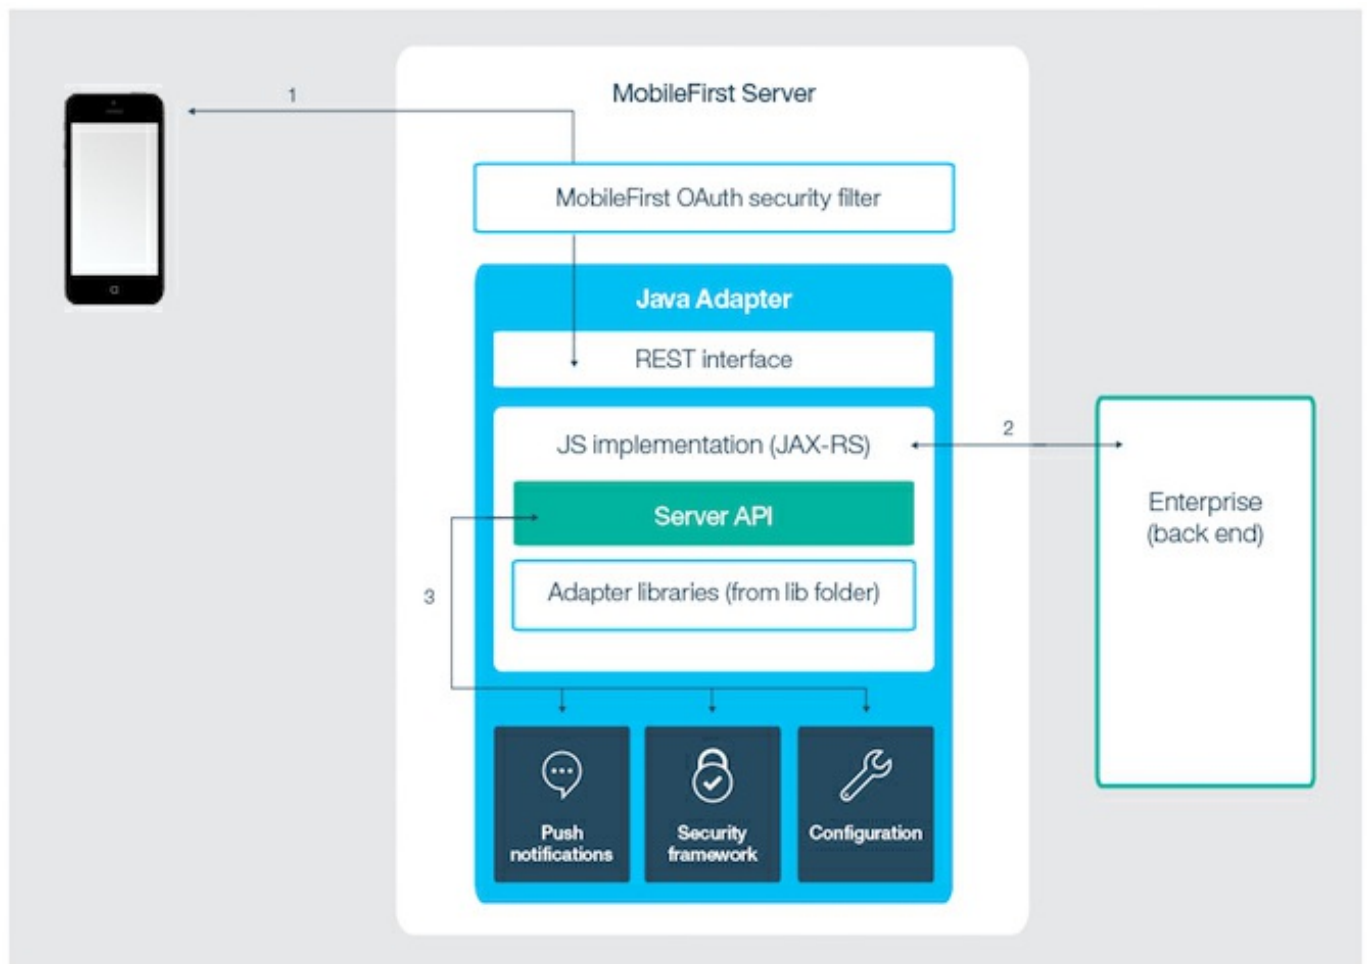 MobileFirst Server
1
MobileFirst OAuth security filter
Java Adapter
REST interface
JS implementation (JAX-RS)
2
Server API
Enterprise
(back end)
3
Adapter libraries (from lib folder)
Push
notifications
Security
framework
Configuration